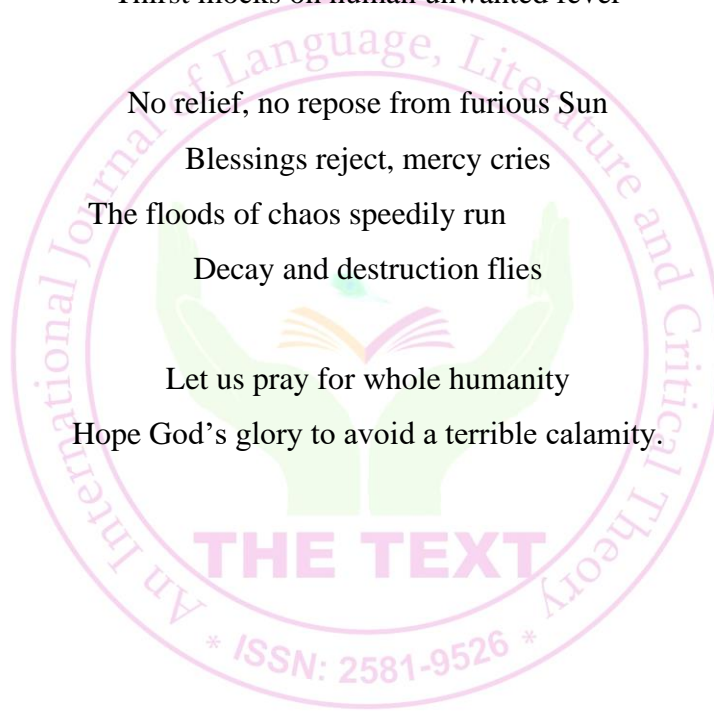 Thirst mocks on human unwanted fever
No relief, no repose from furious Sun
Blessings reject, mercy cries
The floods of chaos speedily run
Decay and destruction flies
Let us pray for whole humanity
Hope God’s glory to avoid a terrible calamity.
An International Journal of Language, Literature and Critical Theory
THE TEXT
* ISSN: 2581-9526 *